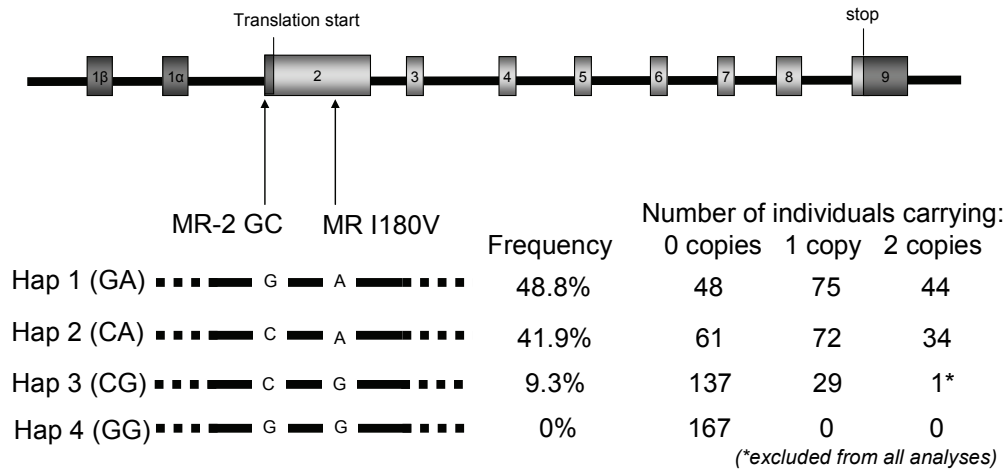 Translation start
stop
1β 1α 2 3 4 5 6 7 8 9
MR-2 GC MR I180V
Number of individuals carrying:
Frequency 0 copies 1 copy 2 copies
Hap 1 (GA) G A 48.8% 48 75 44
Hap 2 (CA) C A 41.9% 61 72 34
Hap 3 (CG) C G 9.3% 137 29 1*
Hap 4 (GG) G G 0% 167 0 0
(*excluded from all analyses)